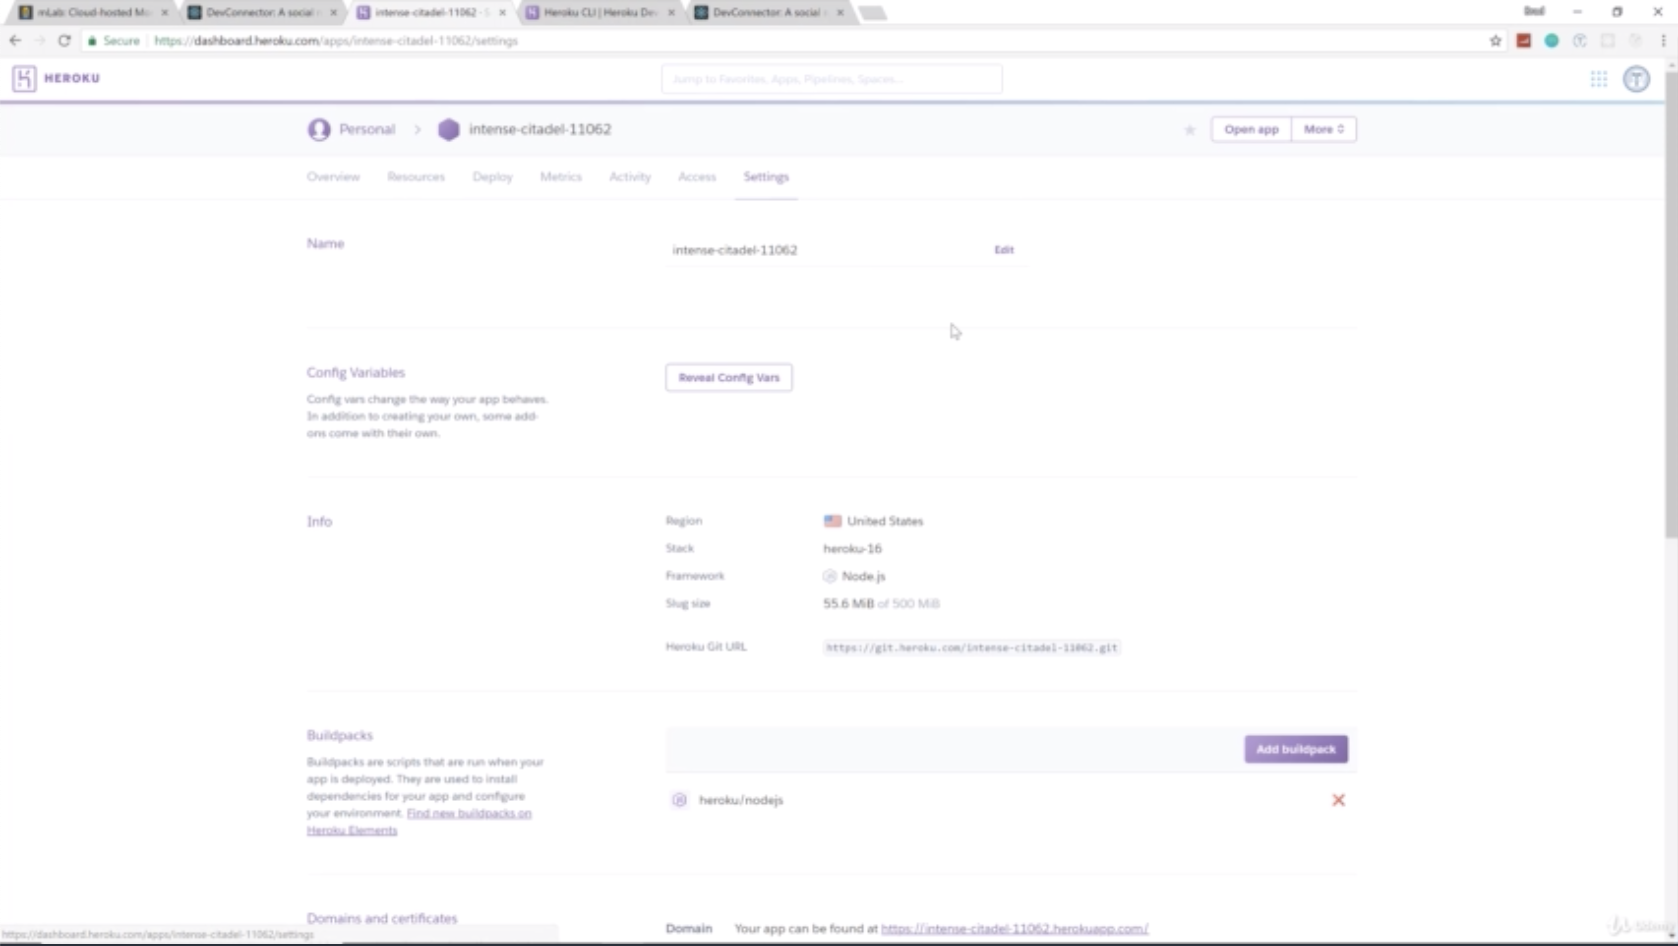 mLab: Cloud-hosted Mo
DevConnector: A social
intense-citadel-11062 · S
Heroku CLI | Heroku Dev
DevConnector: A social
Secure
https://dashboard.heroku.com/apps/intense-citadel-11062/settings
HEROKU
Jump to Favorites, Apps, Pipelines, Spaces...
Personal > intense-citadel-11062
Open app
More
Overview
Resources
Deploy
Metrics
Activity
Access
Settings
Name
intense-citadel-11062
Edit
Config Variables
Config vars change the way your app behaves.
In addition to creating your own, some add-
ons come with their own.
Reveal Config Vars
Info
Region United States
Stack heroku-16
Framework Node.js
Slug size 55.6 MiB of 500 MiB
Heroku Git URL https://git.heroku.com/intense-citadel-11062.git
Buildpacks
Buildpacks are scripts that are run when your
app is deployed. They are used to install
dependencies for your app and configure
your environment. Find new buildpacks on
Heroku Elements
Add buildpack
heroku/nodejs
Domains and certificates
Domain Your app can be found at https://intense-citadel-11062.herokuapp.com/
https://dashboard.heroku.com/apps/intense-citadel-11062/settings